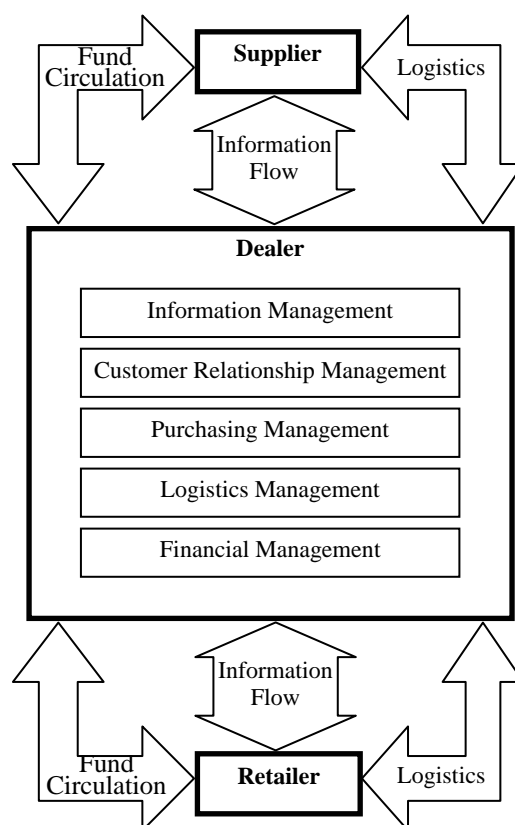 Fund
Circulation
Supplier
Logistics
Information
Flow
Dealer
Information Management
Customer Relationship Management
Purchasing Management
Logistics Management
Financial Management
Information
Flow
Fund
Circulation
Retailer
Logistics